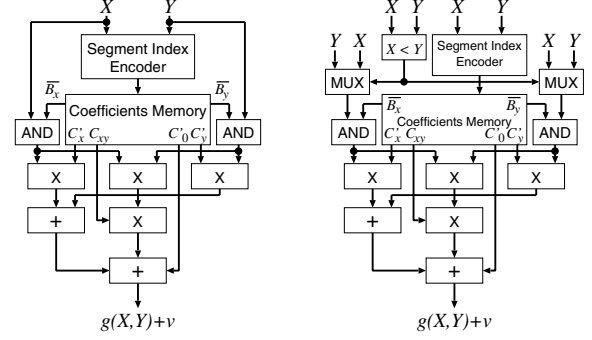 X Y
Segment Index
Encoder
B̅x B̅y
Coefficients Memory
AND C'x Cxy C'0 C'y AND
X X X
+ X
+
g(X,Y)+v
X Y X Y
Y X X < Y Segment Index
Encoder X Y
MUX MUX
B̅x B̅y
Coefficients Memory
AND C'x Cxy C'0 C'y AND
X X X
+ X
+
g(X,Y)+v